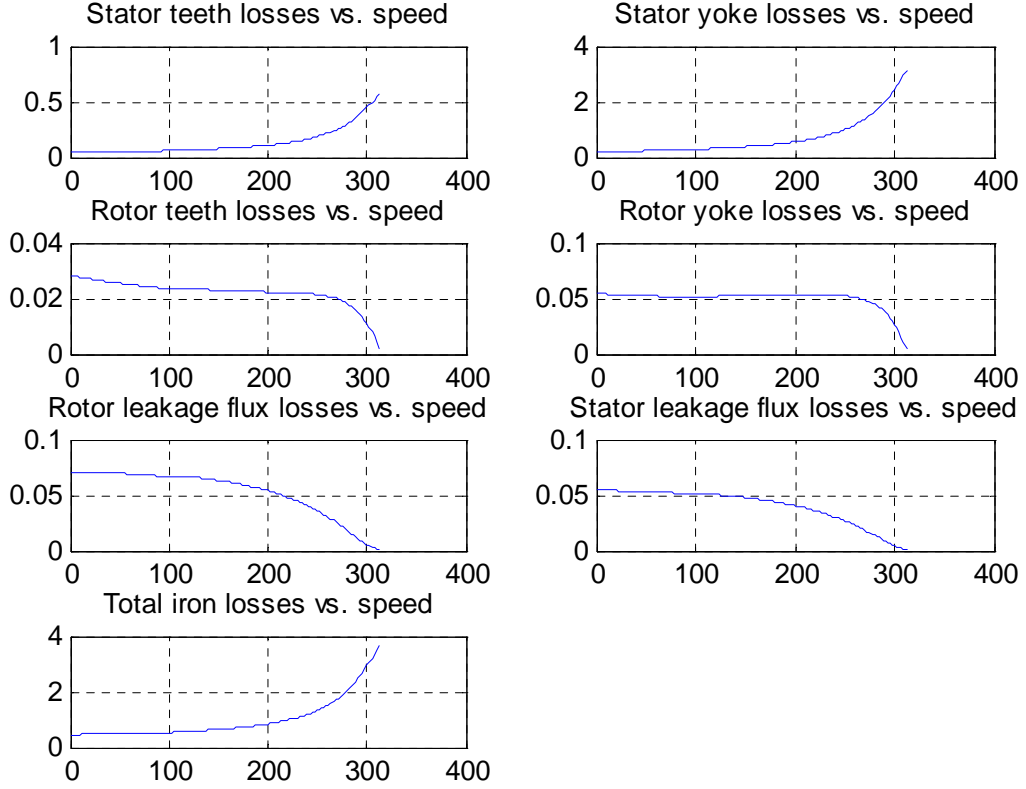 Stator teeth losses vs. speed
1
0.5
0
0 100 200 300 400
Stator yoke losses vs. speed
4
2
0
0 100 200 300 400
Rotor teeth losses vs. speed
0.04
0.02
0
0 100 200 300 400
Rotor yoke losses vs. speed
0.1
0.05
0
0 100 200 300 400
Rotor leakage flux losses vs. speed
0.1
0.05
0
0 100 200 300 400
Stator leakage flux losses vs. speed
0.1
0.05
0
0 100 200 300 400
Total iron losses vs. speed
4
2
0
0 100 200 300 400